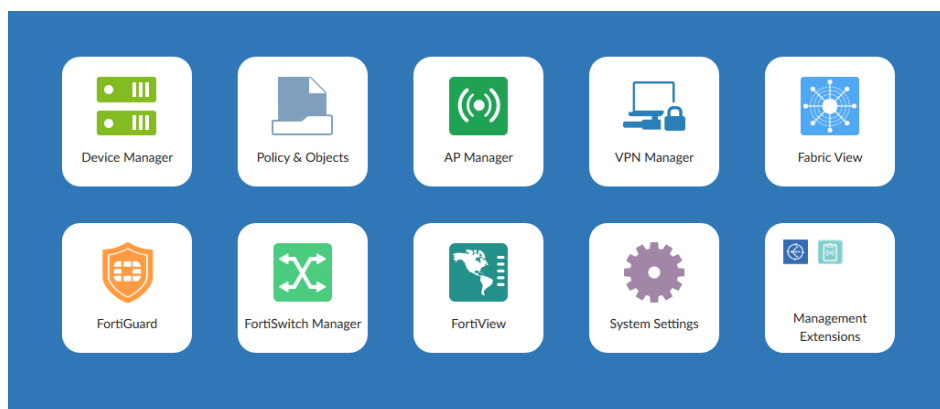 Device Manager
Policy & Objects
AP Manager
VPN Manager
Fabric View
FortiGuard
FortiSwitch Manager
FortiView
System Settings
Management
Extensions